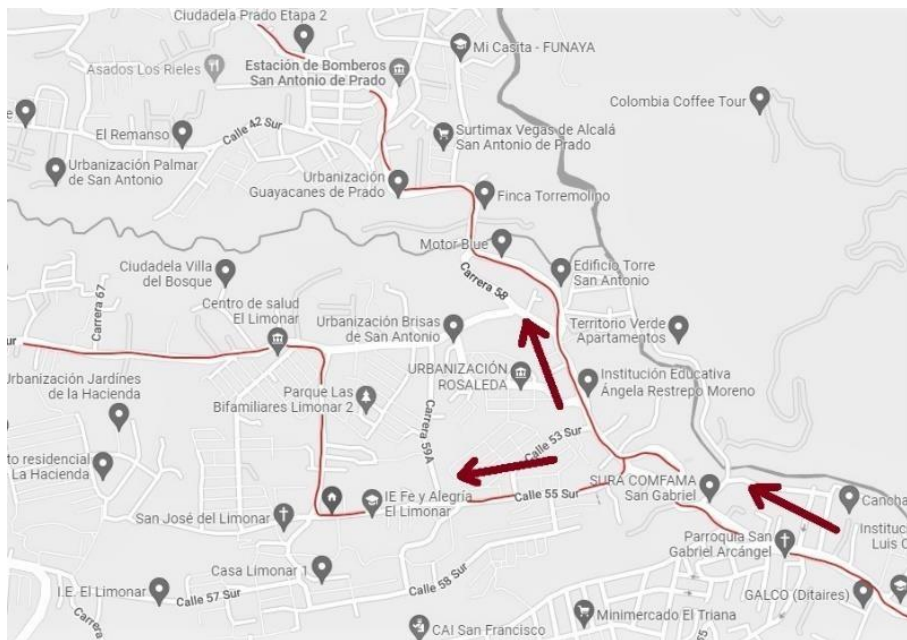 Ciudadela Prado Etapa 2
Mi Casita - FUNAYA
Estación de Bomberos
San Antonio de Prado
Asados Los Rieles
Colombia Coffee Tour
El Remanso
Calle 42 Sur
Surtimax Vegas de Alcalá
San Antonio de Prado
Urbanización Palmar
de San Antonio
Urbanización
Guayacanes de Prado
Finca Torremolino
Motor Blue
Ciudadela Villa
del Bosque
Carrera 58
Edificio Torre
San Antonio
Carrera 67
Centro de salud
El Limonar
Urbanización Brisas
de San Antonio
Territorio Verde
Apartamentos
ur
Urbanización Jardines
de la Hacienda
URBANIZACIÓN
ROSALEDA
Institución Educativa
Ángela Restrepo Moreno
Parque Las
Bifamiliares Limonar 2
Carrera 59A
Calle 53 Sur
to residencial
La Hacienda
SURA COMFAMA
San Gabriel
IE Fe y Alegría
El Limonar
Calle 55 Sur
Cancha
San José del Limonar
Instituc
Luis C
Parroquia San
Gabriel Arcángel
Casa Limonar 1
Calle 58 Sur
I.E. El Limonar
Calle 57 Sur
GALCO (Ditaires)
Minimercado El Triana
CAI San Francisco
65